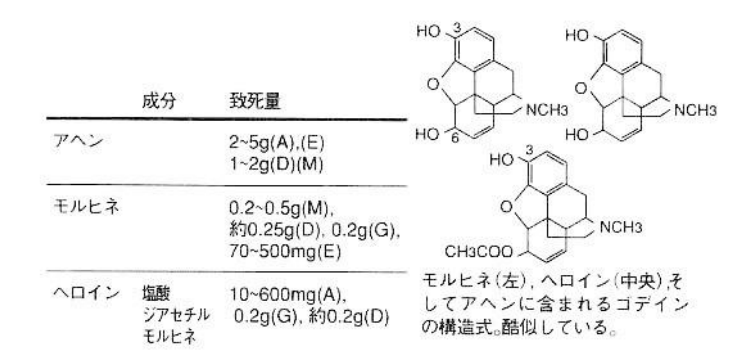 成分 致死量
アヘン 2~5g(A),(E)
1~2g(D)(M)
モルヒネ 0.2~0.5g(M),
約0.25g(D), 0.2g(G),
70~500mg(E)
ヘロイン 塩酸 10~600mg(A),
ジアセチル 0.2g(G), 約0.2g(D)
モルヒネ
HO 3
O
NCH3
HO 6
HO
O
NCH3
HO
HO 3
O
NCH3
CH3COO
モルヒネ(左), ヘロイン(中央),そ
してアヘンに含まれるゴデイン
の構造式。酷似している。